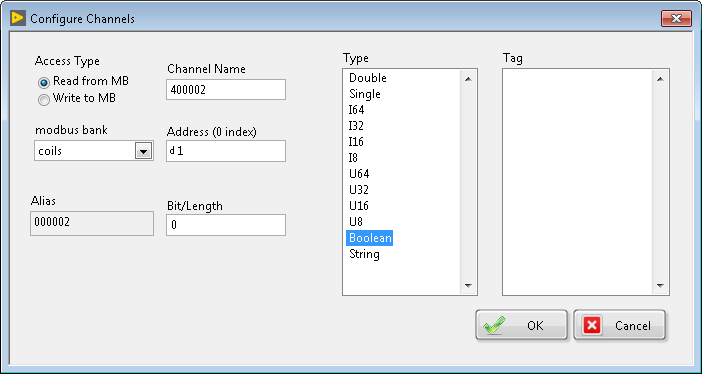 Configure Channels
Access Type
Read from MB
Write to MB
Channel Name
400002
modbus bank
coils
Address (0 index)
d 1
Alias
000002
Bit/Length
0
Type
Double
Single
I64
I32
I16
I8
U64
U32
U16
U8
Boolean
String
Tag
OK
Cancel